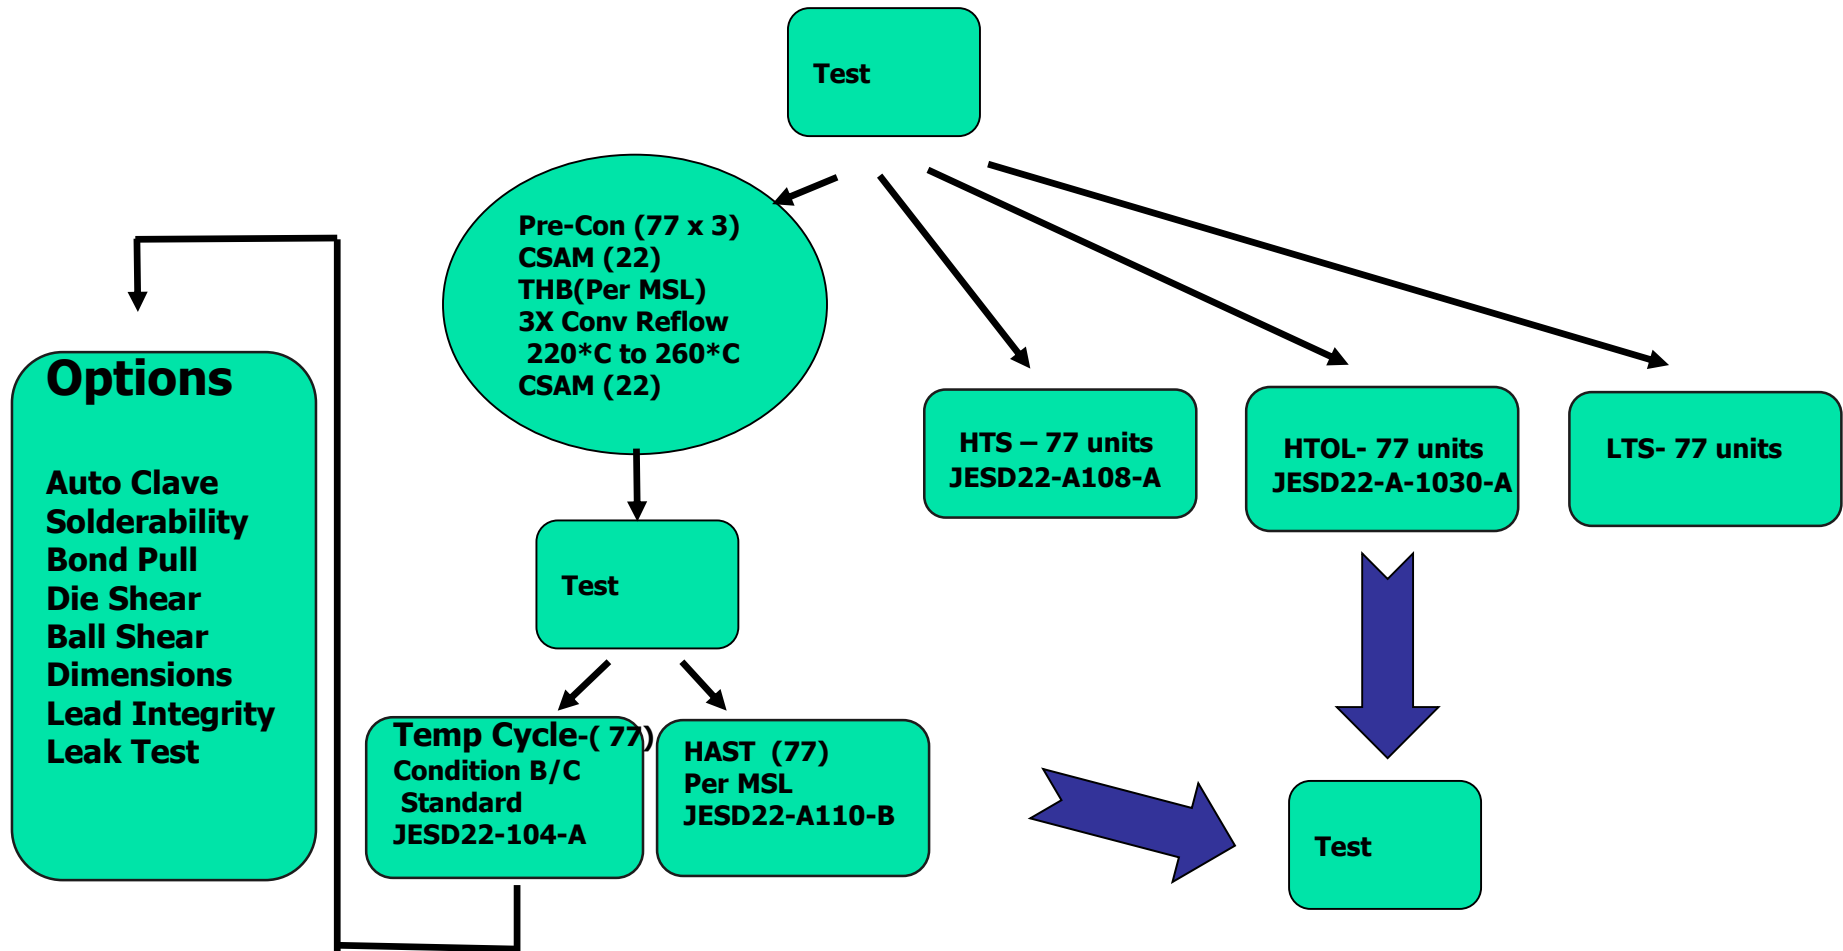 Test
Pre-Con (77 x 3)
CSAM (22)
THB(Per MSL)
3X Conv Reflow
220*C to 260*C
CSAM (22)
Options
Auto Clave
Solderability
Bond Pull
Die Shear
Ball Shear
Dimensions
Lead Integrity
Leak Test
HTS – 77 units
JESD22-A108-A
HTOL- 77 units
JESD22-A-1030-A
LTS- 77 units
Test
Temp Cycle-( 77)
Condition B/C
Standard
JESD22-104-A
HAST (77)
Per MSL
JESD22-A110-B
Test